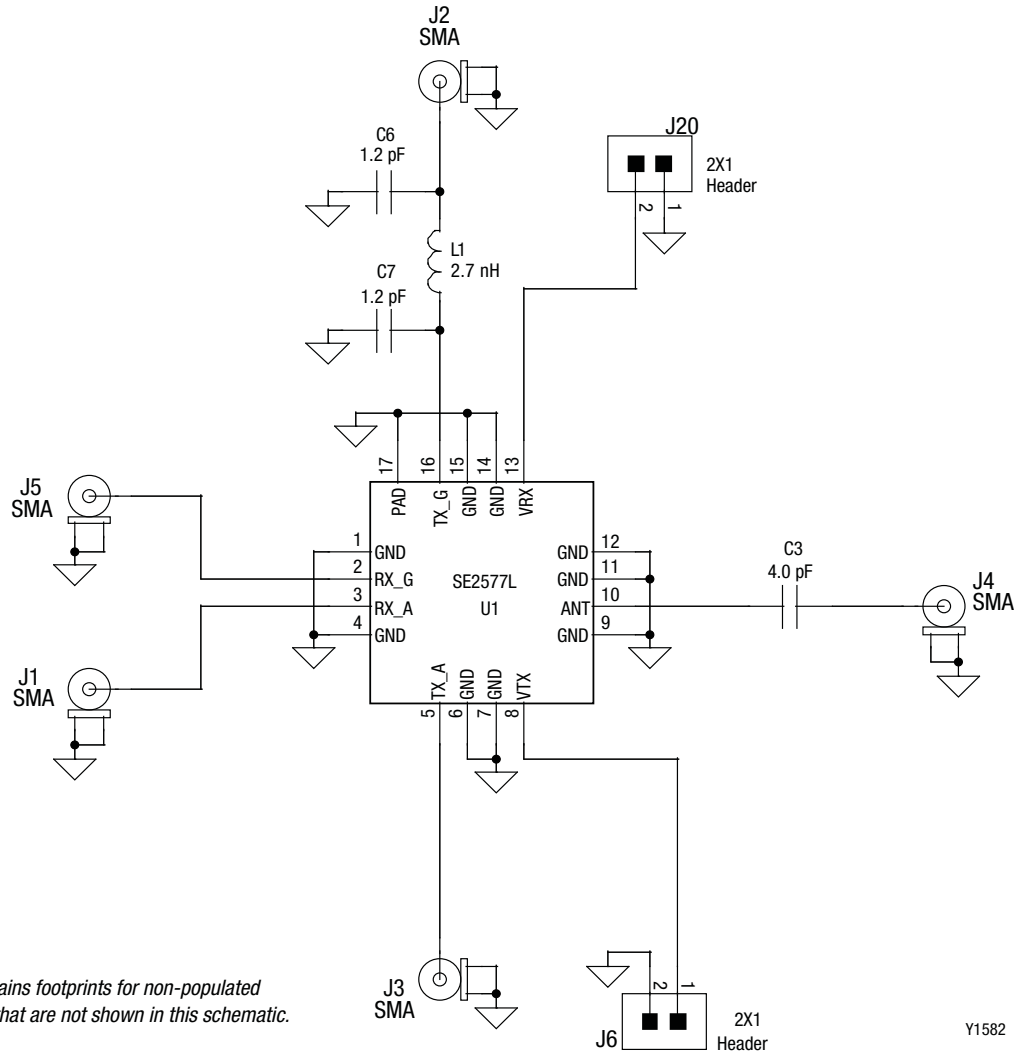 J2
SMA
C6
1.2 pF
J20
2X1
Header
2
1
L1
2.7 nH
C7
1.2 pF
17
16
15
14
13
PAD
TX_G
GND
GND
VRX
J5
SMA
1
GND
2
RX_G
3
RX_A
4
GND
SE2577L
U1
GND
12
GND
11
ANT
10
GND
9
C3
4.0 pF
J4
SMA
J1
SMA
TX_A
GND
GND
VTX
5
6
7
8
J3
SMA
2
1
J6
2X1
Header
ains footprints for non-populated
hat are not shown in this schematic.
Y1582